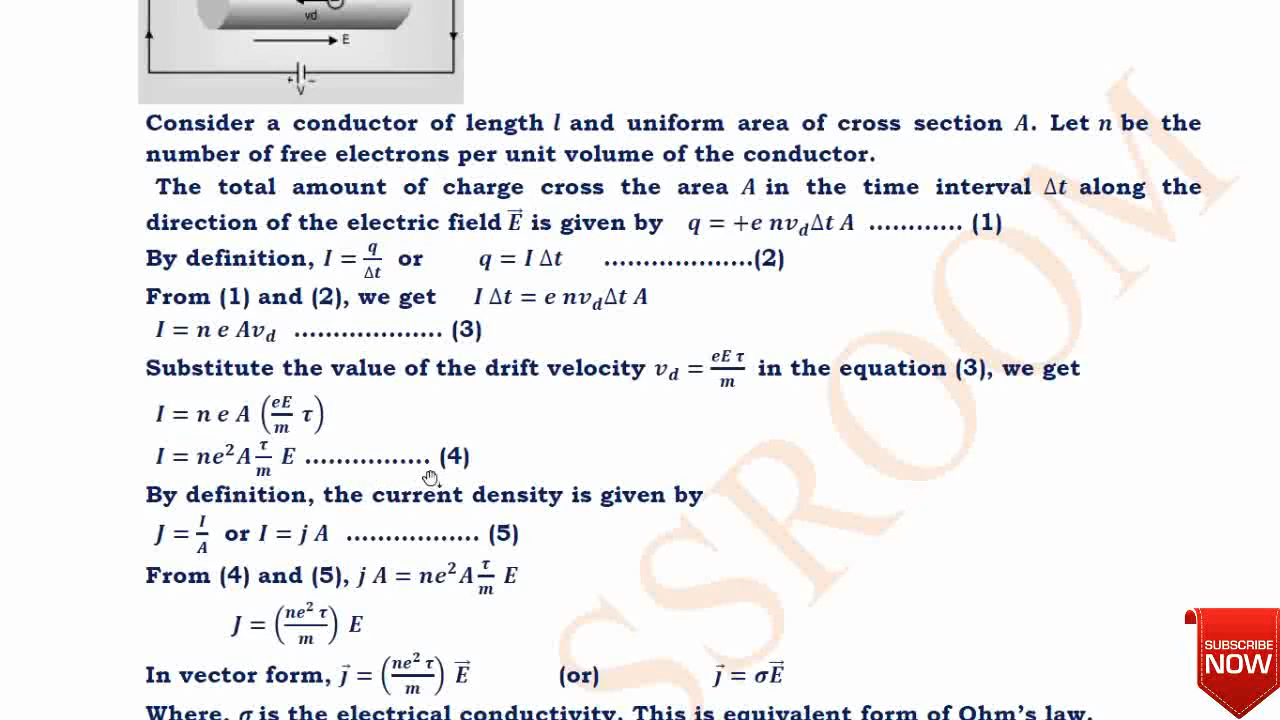 vd
E
+ −
V
Consider a conductor of length l and uniform area of cross section A. Let n be the
number of free electrons per unit volume of the conductor.
The total amount of charge cross the area A in the time interval Δt along the
direction of the electric field E⃗ is given by q = +e nv_dΔt A ............ (1)
By definition, I = q/Δt or q = I Δt ...................(2)
From (1) and (2), we get I Δt = e nv_dΔt A
I = n e Av_d ................... (3)
Substitute the value of the drift velocity v_d = eE τ/m in the equation (3), we get
I = n e A (eE/m τ)
I = ne²A τ/m E ................ (4)
By definition, the current density is given by
J = I/A or I = j A ................. (5)
From (4) and (5), j A = ne²A τ/m E
J = (ne² τ/m) E
In vector form, j⃗ = (ne² τ/m) E⃗ (or) j⃗ = σE⃗
Where, σ is the electrical conductivity. This is equivalent form of Ohm's law.
SSROOM
SUBSCRIBE
NOW